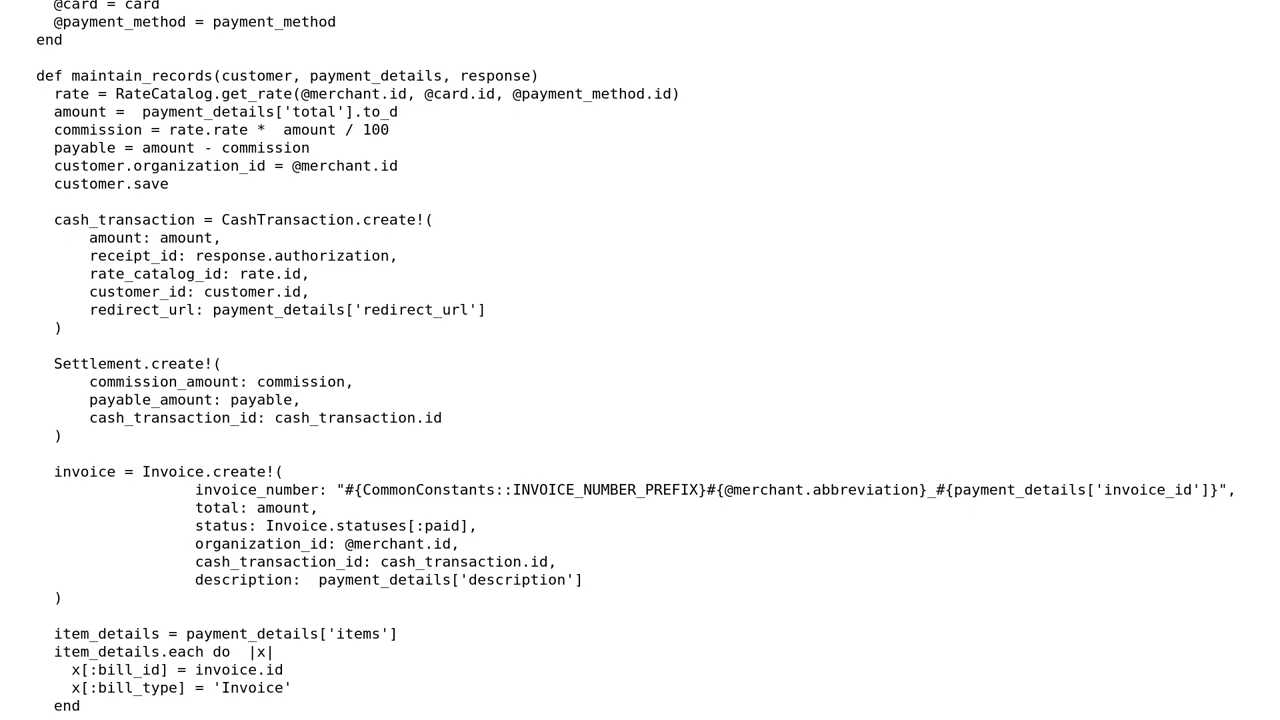 @card = card
@payment_method = payment_method
end
def maintain_records(customer, payment_details, response)
rate = RateCatalog.get_rate(@merchant.id, @card.id, @payment_method.id)
amount =  payment_details['total'].to_d
commission = rate.rate *  amount / 100
payable = amount - commission
customer.organization_id = @merchant.id
customer.save
cash_transaction = CashTransaction.create!(
amount: amount,
receipt_id: response.authorization,
rate_catalog_id: rate.id,
customer_id: customer.id,
redirect_url: payment_details['redirect_url']
)
Settlement.create!(
commission_amount: commission,
payable_amount: payable,
cash_transaction_id: cash_transaction.id
)
invoice = Invoice.create!(
invoice_number: "#{CommonConstants::INVOICE_NUMBER_PREFIX}#{@merchant.abbreviation}_#{payment_details['invoice_id']}",
total: amount,
status: Invoice.statuses[:paid],
organization_id: @merchant.id,
cash_transaction_id: cash_transaction.id,
description:  payment_details['description']
)
item_details = payment_details['items']
item_details.each do  |x|
x[:bill_id] = invoice.id
x[:bill_type] = 'Invoice'
end